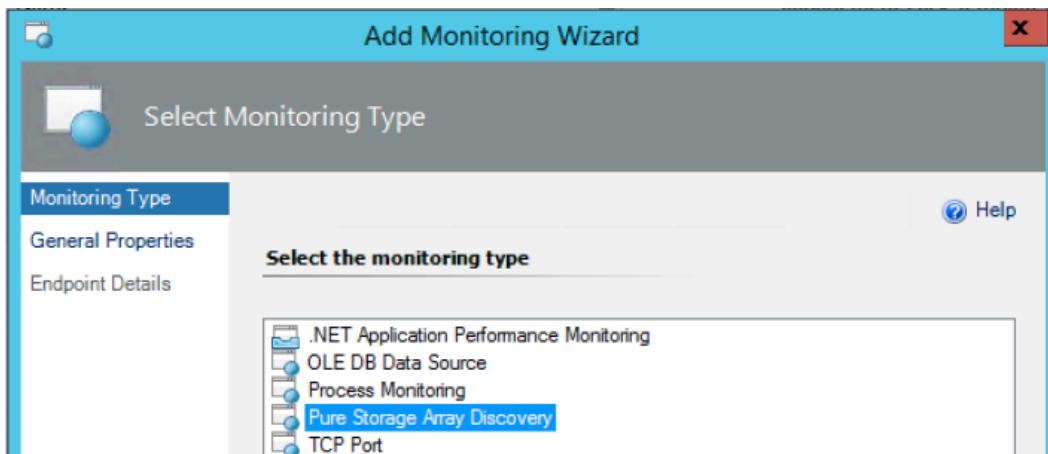 Add Monitoring Wizard
x
Select Monitoring Type
Monitoring Type
General Properties
Endpoint Details
Help
Select the monitoring type
.NET Application Performance Monitoring
OLE DB Data Source
Process Monitoring
Pure Storage Array Discovery
TCP Port